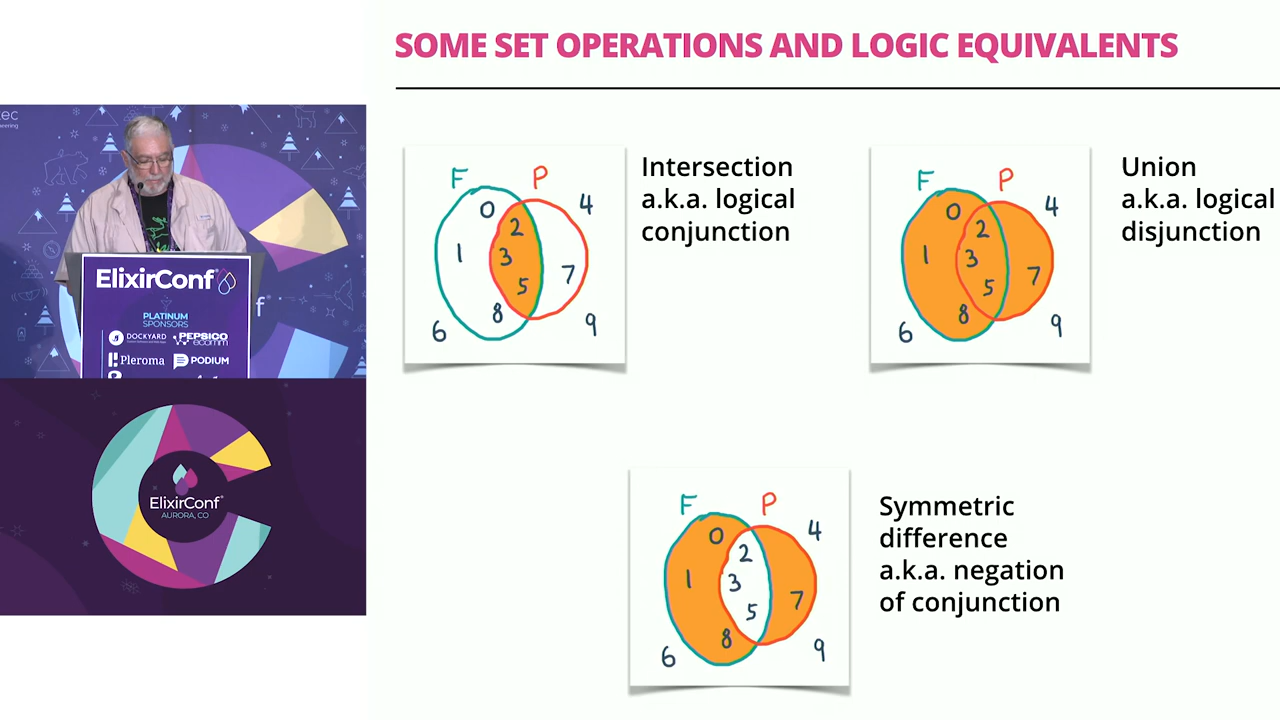 SOME SET OPERATIONS AND LOGIC EQUIVALENTS
Intersection
a.k.a. logical
conjunction
F P
0 4
2
1 3
7
5
8
6 9
Union
a.k.a. logical
disjunction
F P
0 4
2
1 3
7
5
8
6 9
Symmetric
difference
a.k.a. negation
of conjunction
F P
0 4
2
1 3
7
5
8
6 9
ElixirConf
PLATINUM
SPONSORS
DOCKYARD
PEPSICO
ecomm
Pleroma
PODIUM
ElixirConf
AURORA, CO